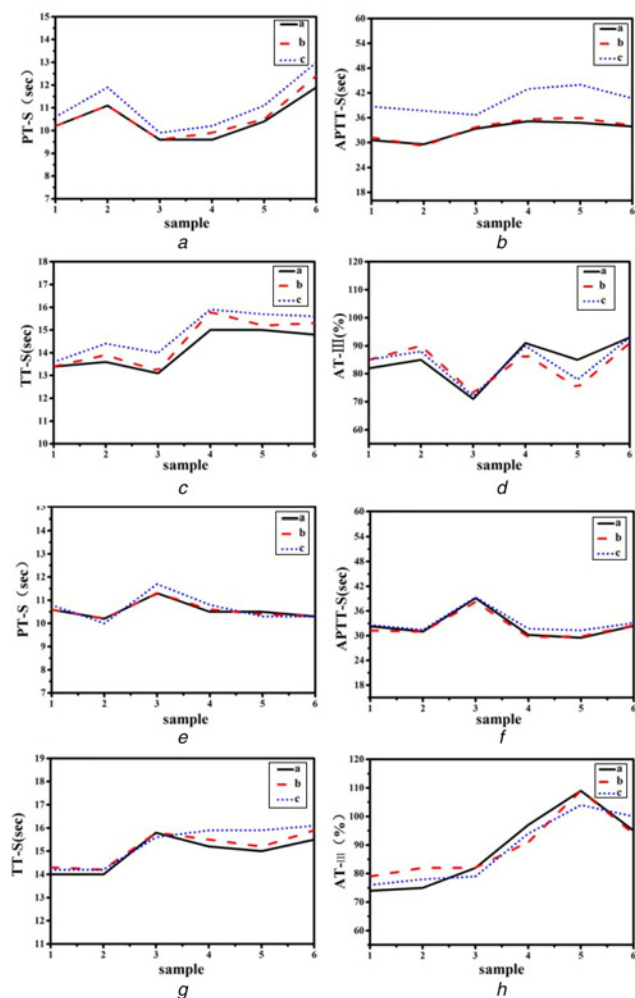 PT-S (sec)
15
14
13
12
11
10
9
8
7
a
b
c
1 2 3 4 5 6
sample
a
APTT-S(sec)
60
54
48
42
36
30
24
18
a
b
c
1 2 3 4 5 6
sample
b
TT-S(sec)
18
17
16
15
14
13
12
11
10
a
b
c
1 2 3 4 5 6
sample
c
AT-III(%)
120
110
100
90
80
70
60
a
b
c
1 2 3 4 5 6
sample
d
PT-S (sec)
15
14
13
12
11
10
9
8
7
a
b
c
1 2 3 4 5 6
sample
e
APTT-S(sec)
60
54
48
42
36
30
24
18
a
b
c
1 2 3 4 5 6
sample
f
TT-S(sec)
19
18
17
16
15
14
13
12
11
a
b
c
1 2 3 4 5 6
sample
g
AT-III (%)
120
110
100
90
80
70
60
a
b
c
1 2 3 4 5 6
sample
h